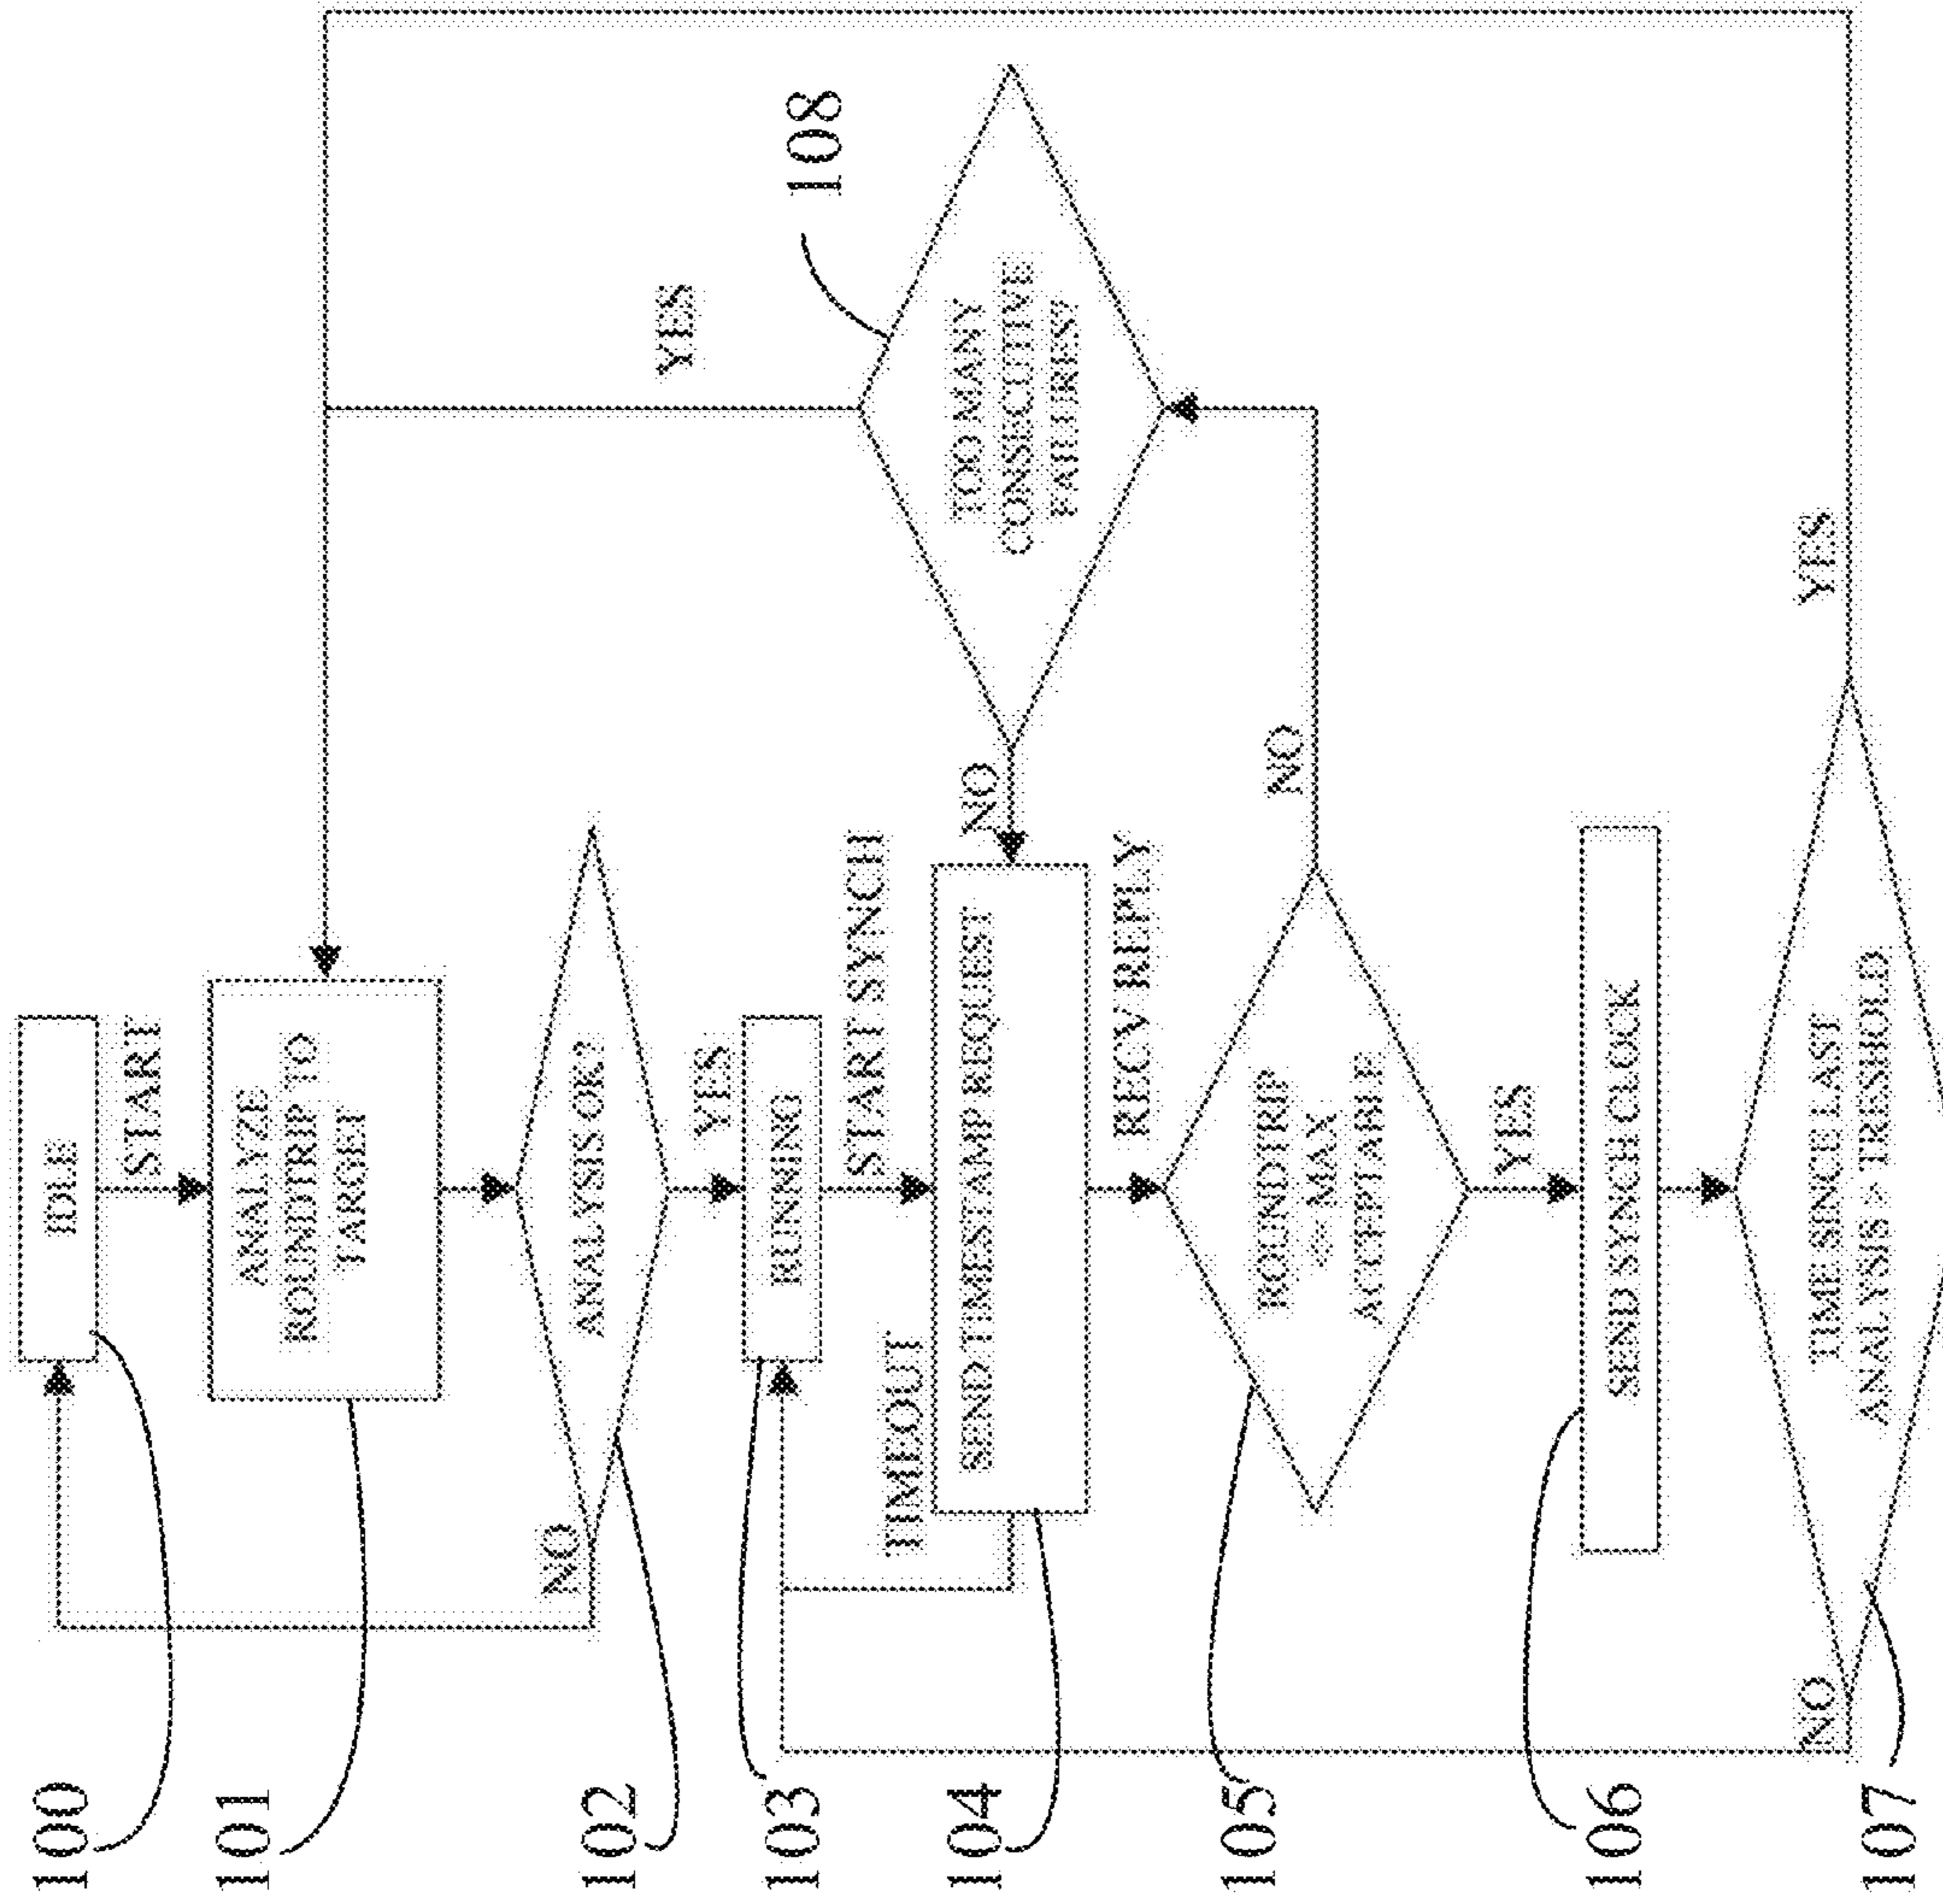 100
IDLE
START
101
ANALYZE
ROUNDTRIP TO
TARGET
102
ANALYSIS OK?
NO
YES
103
RUNNING
START SYNCH
TIMEOUT
104
SEND TIMESTAMP REQUEST
NO
RECV REPLY
105
ROUNDTRIP
<= MAX
ACCEPTABLE
NO
YES
108
TOO MANY
CONSECUTIVE
FAILURES?
YES
106
SEND SYNCH CLOCK
107
TIME SINCE LAST
ANALYSIS > TRESHOLD
NO
YES